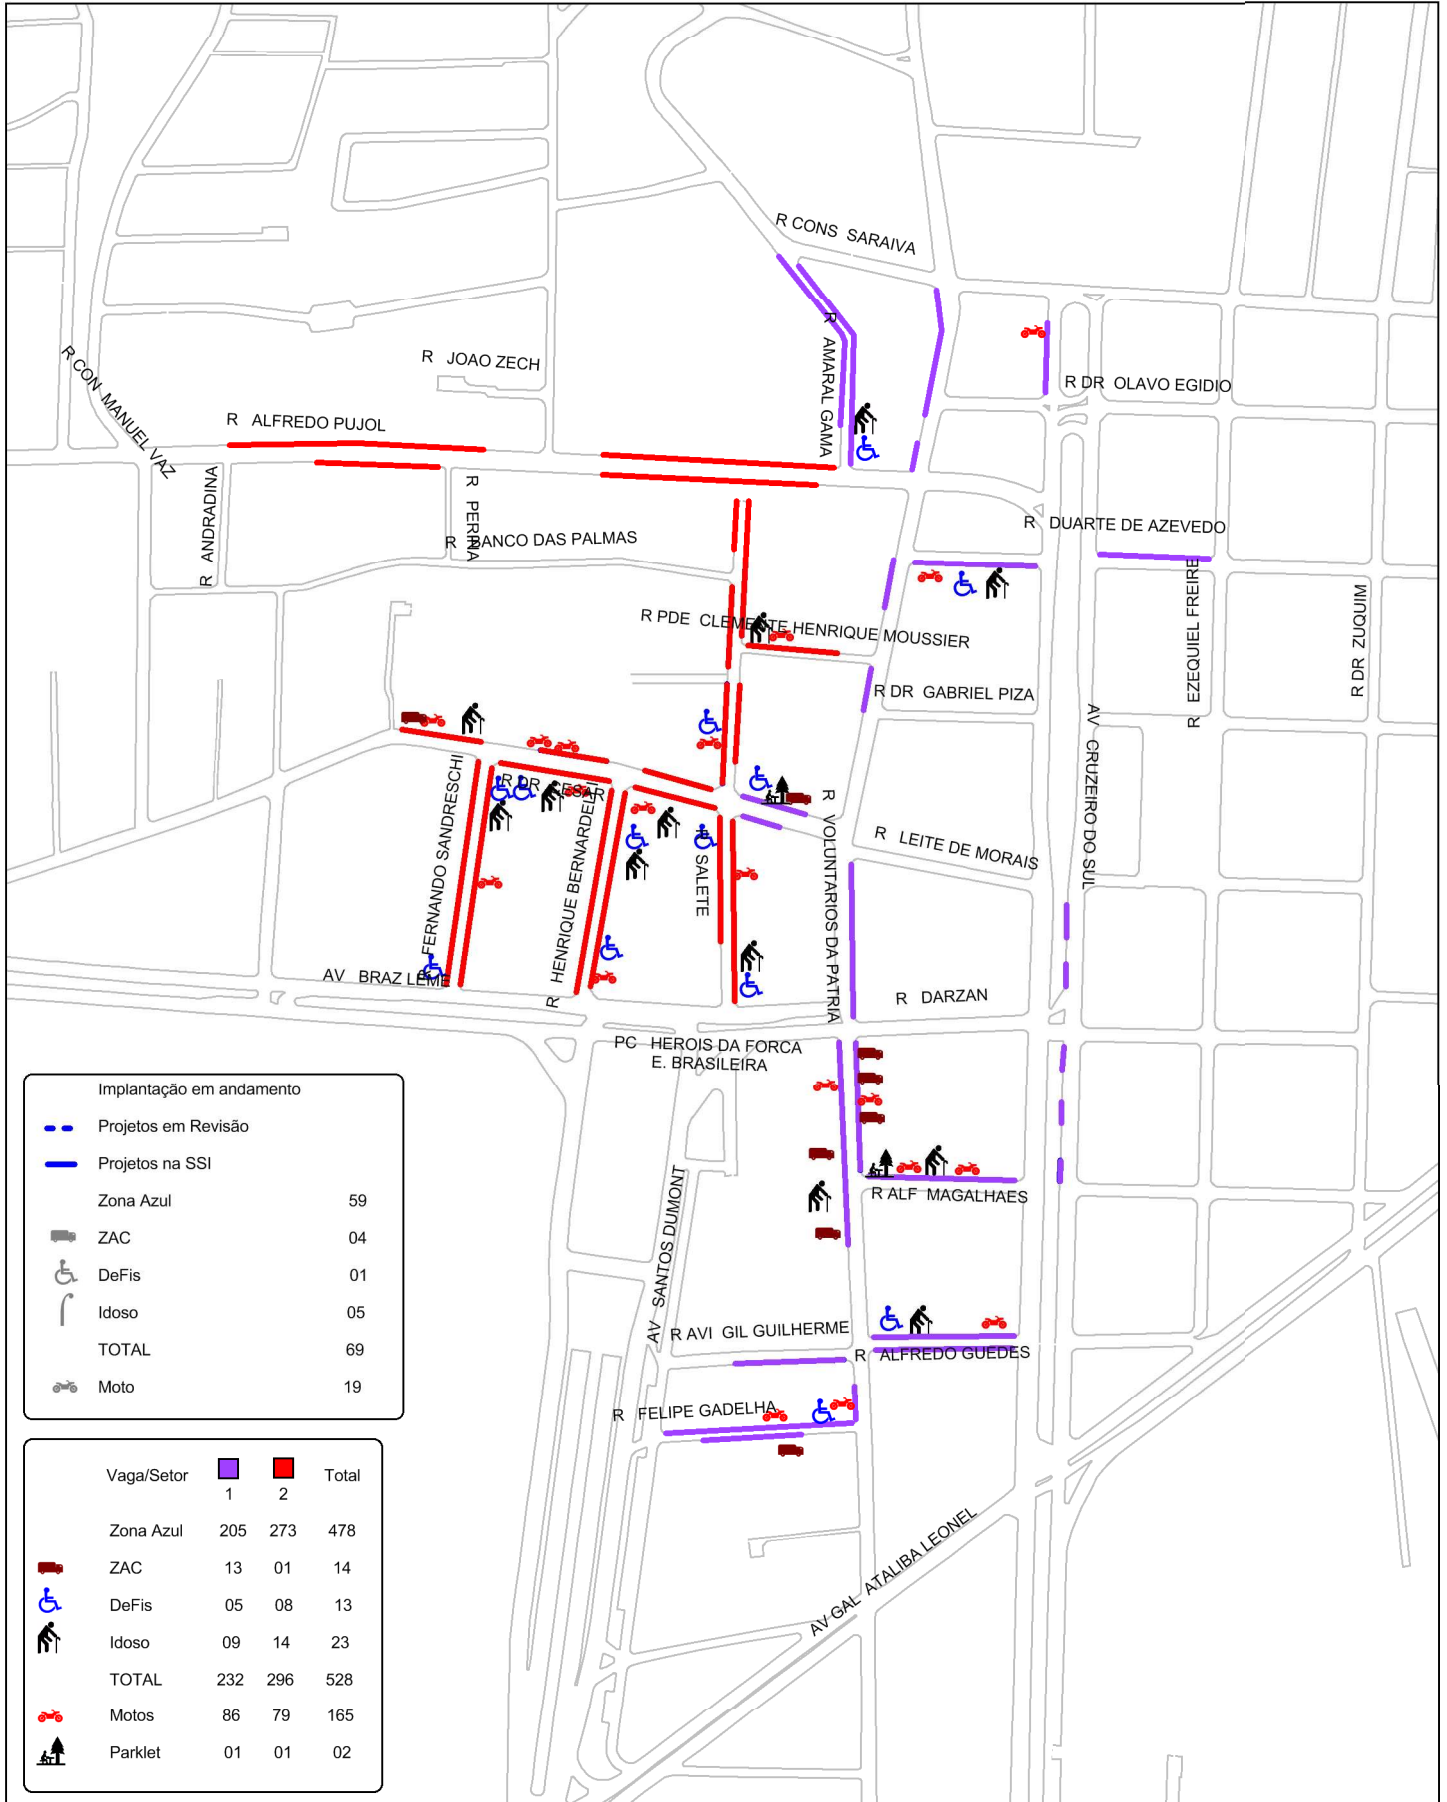 R CONS SARAIVA
R AMARAL GAMA
R JOAO ZECH
R CON MANUEL VAZ
R DR OLAVO EGIDIO
R ALFREDO PUJOL
R ANDRADINA
R PERINA
R DUARTE DE AZEVEDO
R BANCO DAS PALMAS
R EZEQUIEL FREIRE
R DR ZUQUIM
R PDE CLEMENTE HENRIQUE MOUSSIER
R DR GABRIEL PIZA
AV CRUZEIRO DO SUL
R DR CESAR
FERNANDO SANDRESCHI
R HENRIQUE BERNARDELLI
R SALETE
R VOLUNTARIOS DA PATRIA
R LEITE DE MORAIS
AV BRAZ LEME
R DARZAN
PC HEROIS DA FORCA
E. BRASILEIRA
R ALF MAGALHAES
AV SANTOS DUMONT
R AVI GIL GUILHERME
R ALFREDO GUEDES
R FELIPE GADELHA
AV GAL ATALIBA LEONEL
Implantação em andamento
Projetos em Revisão
Projetos na SSI
Zona Azul 59
ZAC 04
DeFis 01
Idoso 05
TOTAL 69
Moto 19
Vaga/Setor 1 2 Total
Zona Azul 205 273 478
ZAC 13 01 14
DeFis 05 08 13
Idoso 09 14 23
TOTAL 232 296 528
Motos 86 79 165
Parklet 01 01 02